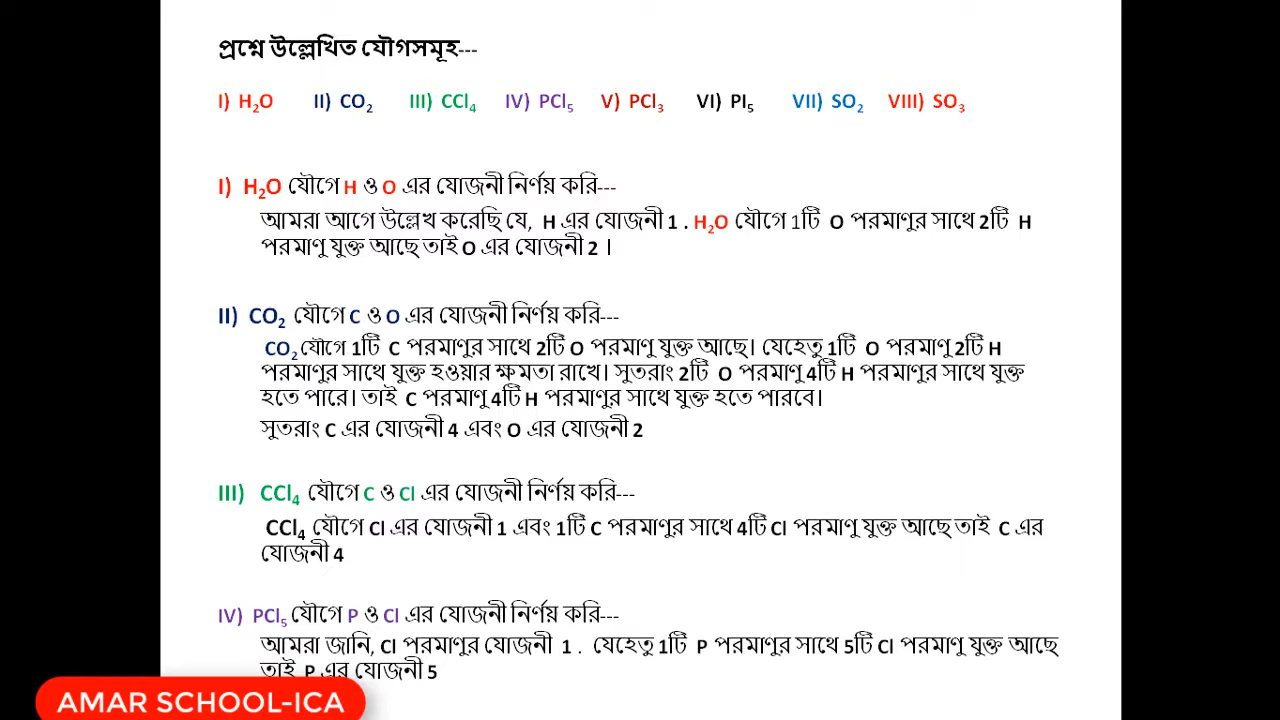 প্রশ্নে উল্লেখিত যৌগসমূহ---
I) H₂O II) CO₂ III) CCl₄ IV) PCl₅ V) PCl₃ VI) PI₅ VII) SO₂ VIII) SO₃
I) H₂O যৌগে H ও O এর যোজনী নির্ণয় করি---
আমরা আগে উল্লেখ করেছি যে, H এর যোজনী 1 . H₂O যৌগে 1টি O পরমাণুর সাথে 2টি H
পরমাণু যুক্ত আছে তাই O এর যোজনী 2 ।
II) CO₂ যৌগে C ও O এর যোজনী নির্ণয় করি---
CO₂ যৌগে 1টি C পরমাণুর সাথে 2টি O পরমাণু যুক্ত আছে। যেহেতু 1টি O পরমাণু 2টি H
পরমাণুর সাথে যুক্ত হওয়ার ক্ষমতা রাখে। সুতরাং 2টি O পরমাণু 4টি H পরমাণুর সাথে যুক্ত
হতে পারে। তাই C পরমাণু 4টি H পরমাণুর সাথে যুক্ত হতে পারবে।
সুতরাং C এর যোজনী 4 এবং O এর যোজনী 2
III) CCl₄ যৌগে C ও Cl এর যোজনী নির্ণয় করি---
CCl₄ যৌগে Cl এর যোজনী 1 এবং 1টি C পরমাণুর সাথে 4টি Cl পরমাণু যুক্ত আছে তাই C এর
যোজনী 4
IV) PCl₅ যৌগে P ও Cl এর যোজনী নির্ণয় করি---
আমরা জানি, Cl পরমাণুর যোজনী 1 . যেহেতু 1টি P পরমাণুর সাথে 5টি Cl পরমাণু যুক্ত আছে
তাই P এর যোজনী 5
AMAR SCHOOL-ICA